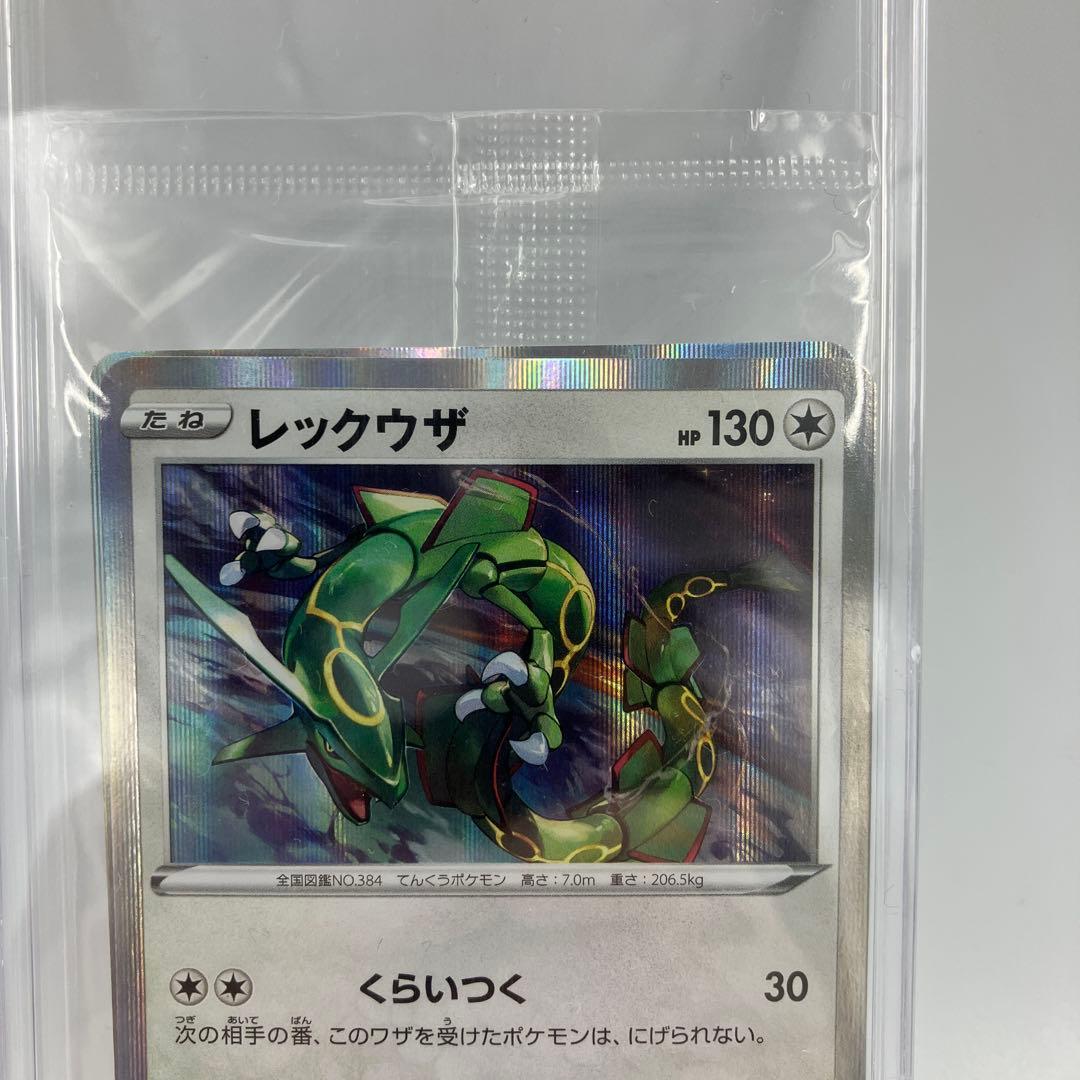 たね レックウザ HP 130
全国図鑑NO.384 てんくうポケモン 高さ:7.0m 重さ:206.5kg
くらいつく 30
次の相手の番、このワザを受けたポケモンは、にげられない。